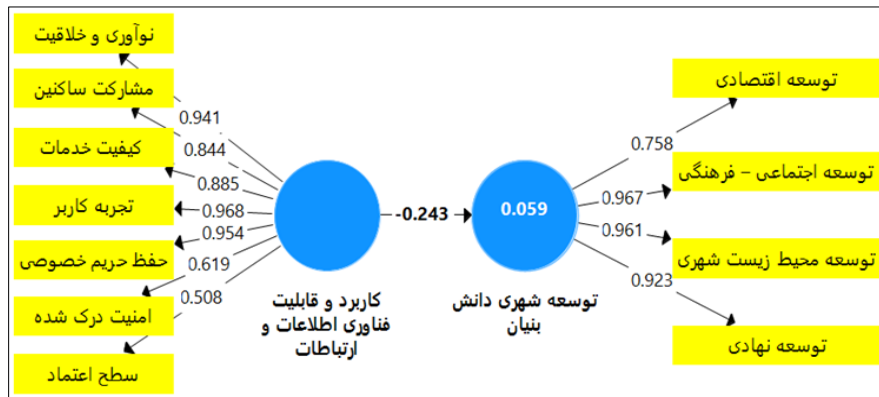 نوآوری و خلاقیت
مشارکت ساکنین
کیفیت خدمات
تجربه کاربر
حفظ حریم خصوصی
امنیت درک شده
سطح اعتماد
0.941
0.844
0.885
0.968
0.954
0.619
0.508
کاربرد و قابلیت
فناوری اطلاعات و
ارتباطات
-0.243
0.059
توسعه شهری دانش
بنیان
0.758
0.967
0.961
0.923
توسعه اقتصادی
توسعه اجتماعی – فرهنگی
توسعه محیط زیست شهری
توسعه نهادی